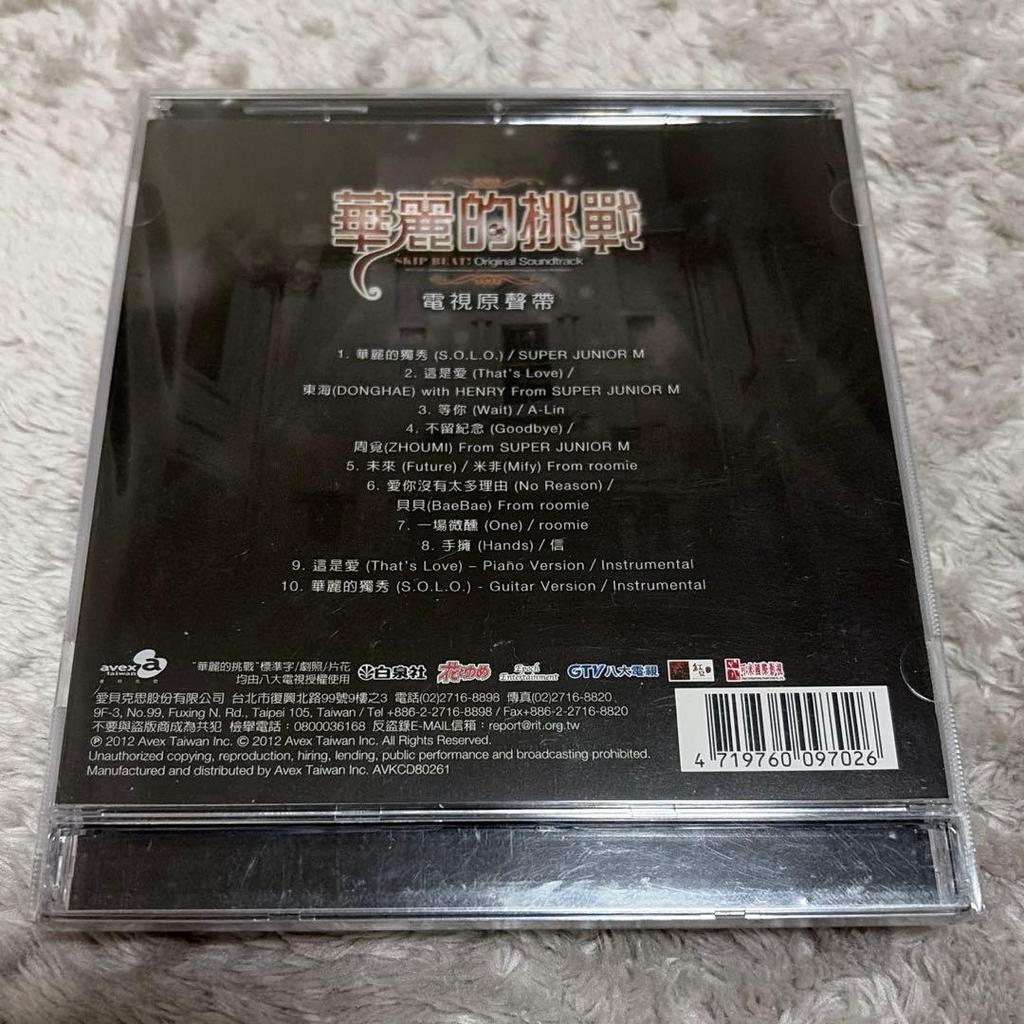 華麗的挑戰
SKIP BEAT! Original Soundtrack
電視原聲帶
1. 華麗的獨秀 (S.O.L.O.) / SUPER JUNIOR M
2. 這是愛 (That's Love) /
東海(DONGHAE) with HENRY From SUPER JUNIOR M
3. 等你 (Wait) / A-Lin
4. 不留紀念 (Goodbye) /
周覓(ZHOUMI) From SUPER JUNIOR M
5. 未來 (Future) / 米非(Mify) From roomie
6. 愛你沒有太多理由 (No Reason) /
貝貝(BaeBae) From roomie
7. 一場微醺 (One) / roomie
8. 手擁 (Hands) / 信
9. 這是愛 (That's Love) – Piano Version / Instrumental
10. 華麗的獨秀 (S.O.L.O.) - Guitar Version / Instrumental
avex taiwan
"華麗的挑戰"標準字/劇照/片花
均由八大電視授權使用
白泉社 花ゆめ Epoch Entertainment GTV八大電視
愛貝克思股份有限公司 台北市復興北路99號9樓之3 電話(02)2716-8898 傳真(02)2716-8820
9F-3, No.99, Fuxing N. Rd., Taipei 105, Taiwan / Tel +886-2-2716-8898 / Fax+886-2-2716-8820
不要與盜版商成為共犯 檢舉電話：0800036168 反盜錄E-MAIL信箱：report@rit.org.tw
℗ 2012 Avex Taiwan Inc. © 2012 Avex Taiwan Inc. All Rights Reserved.
Unauthorized copying, reproduction, hiring, lending, public performance and broadcasting prohibited.
Manufactured and distributed by Avex Taiwan Inc. AVKCD80261
4 719760 097026